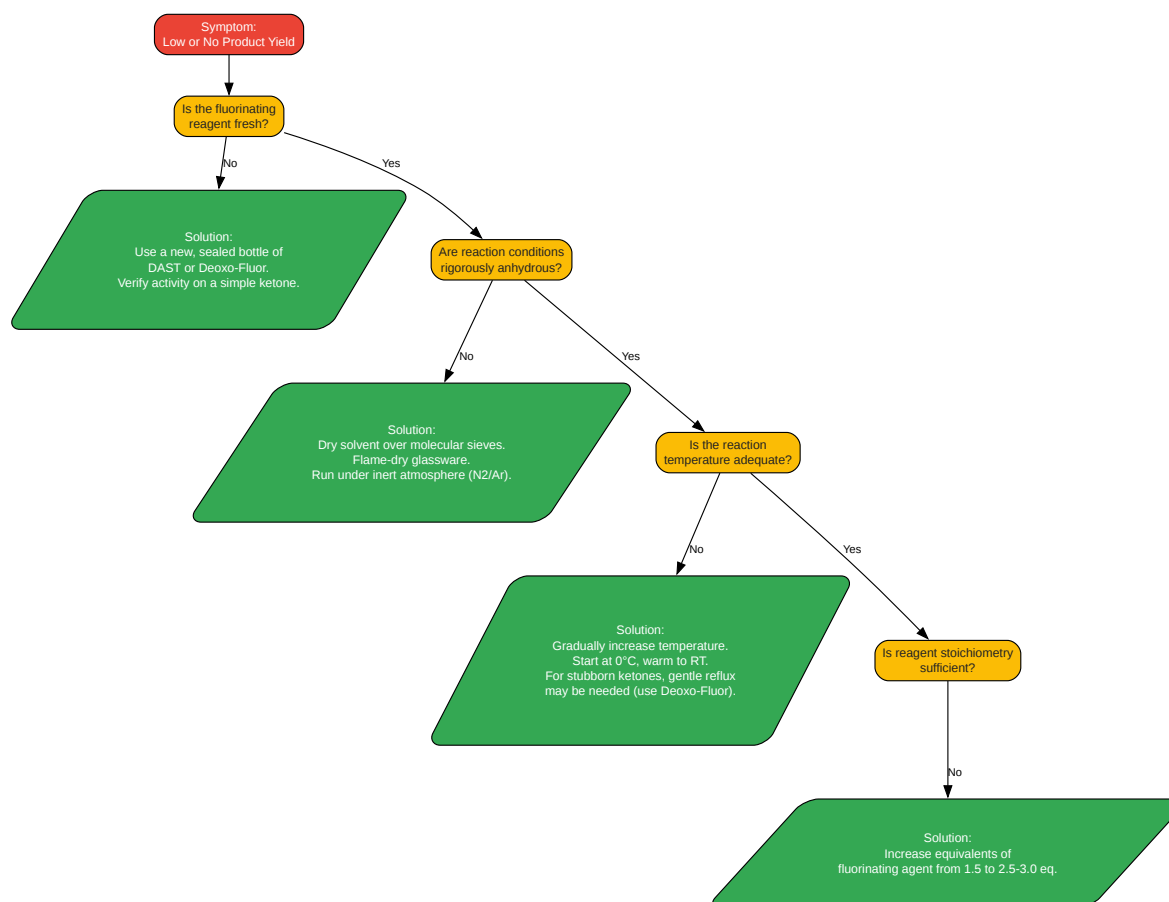 Symptom:
Low or No Product Yield
Is the fluorinating
reagent fresh?
No
Yes
Solution:
Use a new, sealed bottle of
DAST or Deoxo-Fluor.
Verify activity on a simple ketone.
Are reaction conditions
rigorously anhydrous?
No
Yes
Solution:
Dry solvent over molecular sieves.
Flame-dry glassware.
Run under inert atmosphere (N2/Ar).
Is the reaction
temperature adequate?
No
Yes
Solution:
Gradually increase temperature.
Start at 0°C, warm to RT.
For stubborn ketones, gentle reflux
may be needed (use Deoxo-Fluor).
Is reagent stoichiometry
sufficient?
No
Solution:
Increase equivalents of
fluorinating agent from 1.5 to 2.5-3.0 eq.